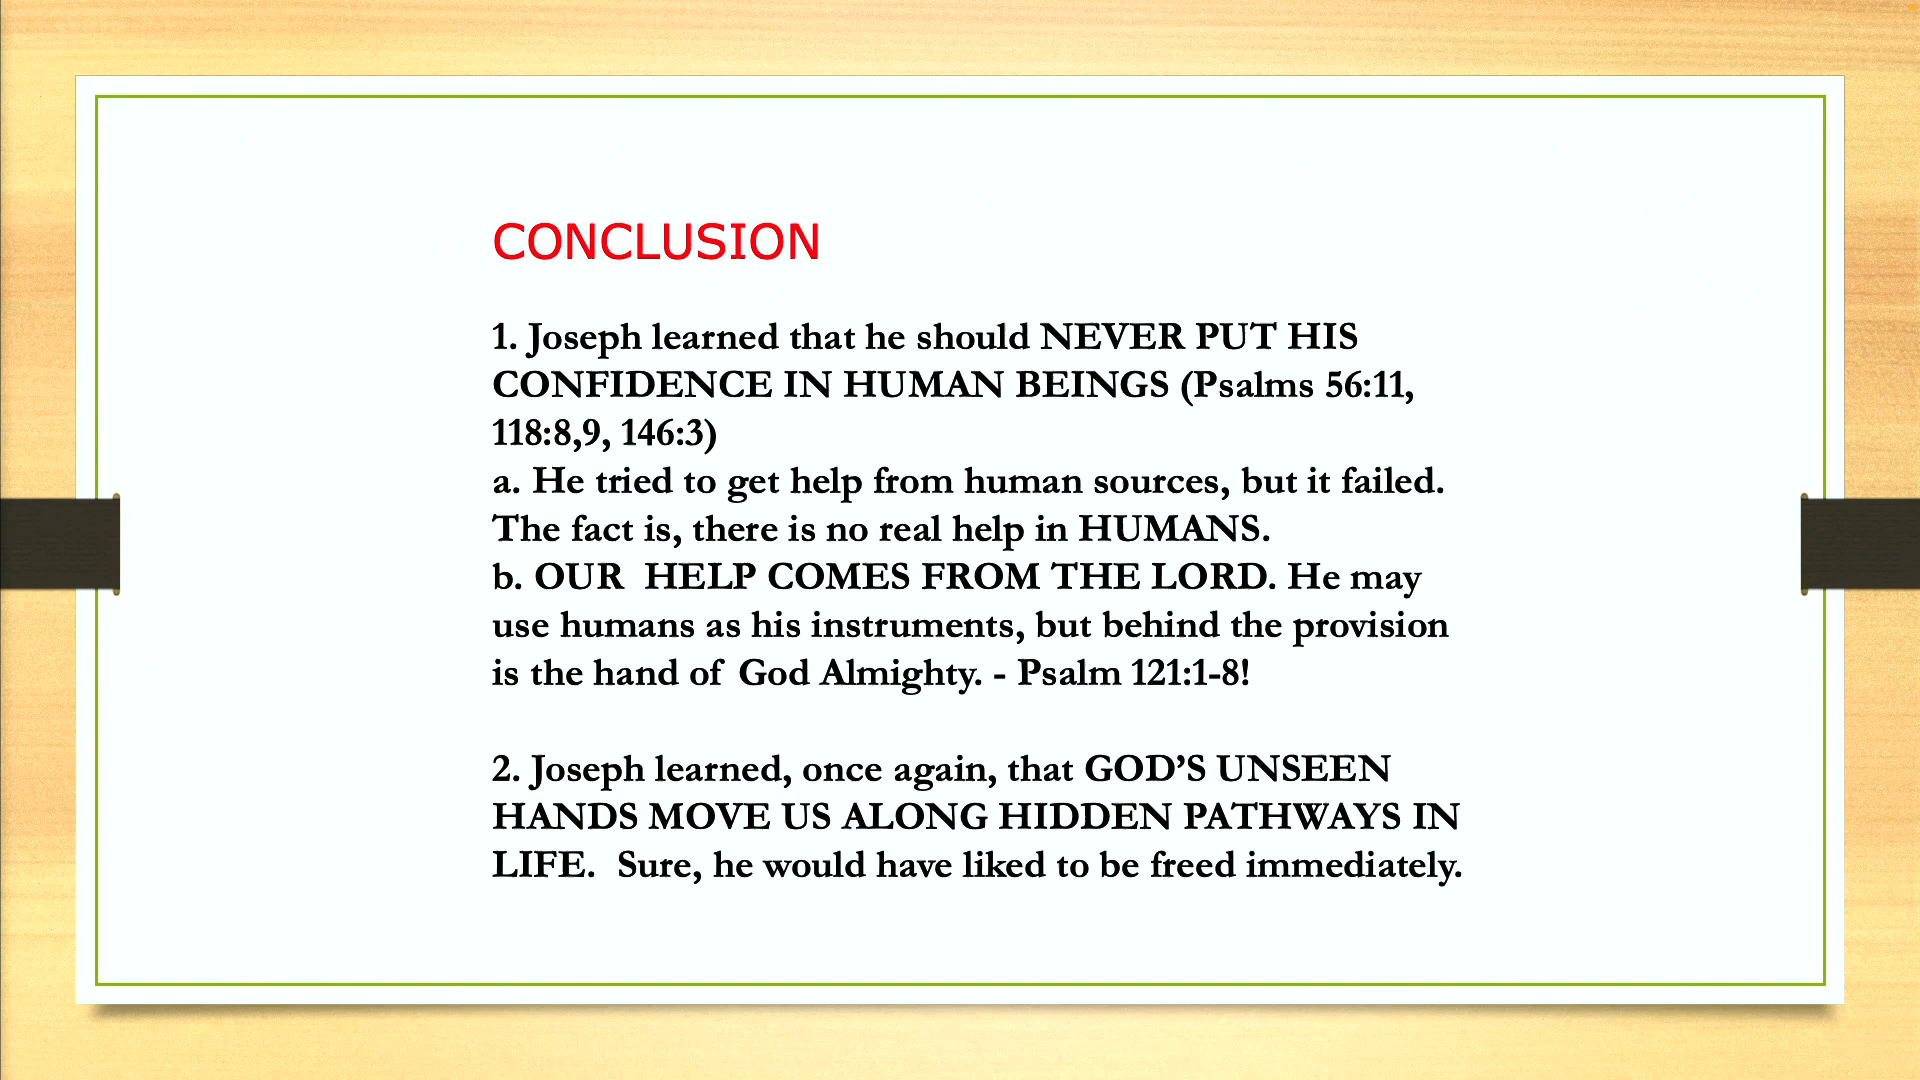 CONCLUSION
1. Joseph learned that he should NEVER PUT HIS
CONFIDENCE IN HUMAN BEINGS (Psalms 56:11,
118:8,9, 146:3)
a. He tried to get help from human sources, but it failed.
The fact is, there is no real help in HUMANS.
b. OUR  HELP COMES FROM THE LORD. He may
use humans as his instruments, but behind the provision
is the hand of  God Almighty. - Psalm 121:1-8!
2. Joseph learned, once again, that GOD’S UNSEEN
HANDS MOVE US ALONG HIDDEN PATHWAYS IN
LIFE.  Sure, he would have liked to be freed immediately.